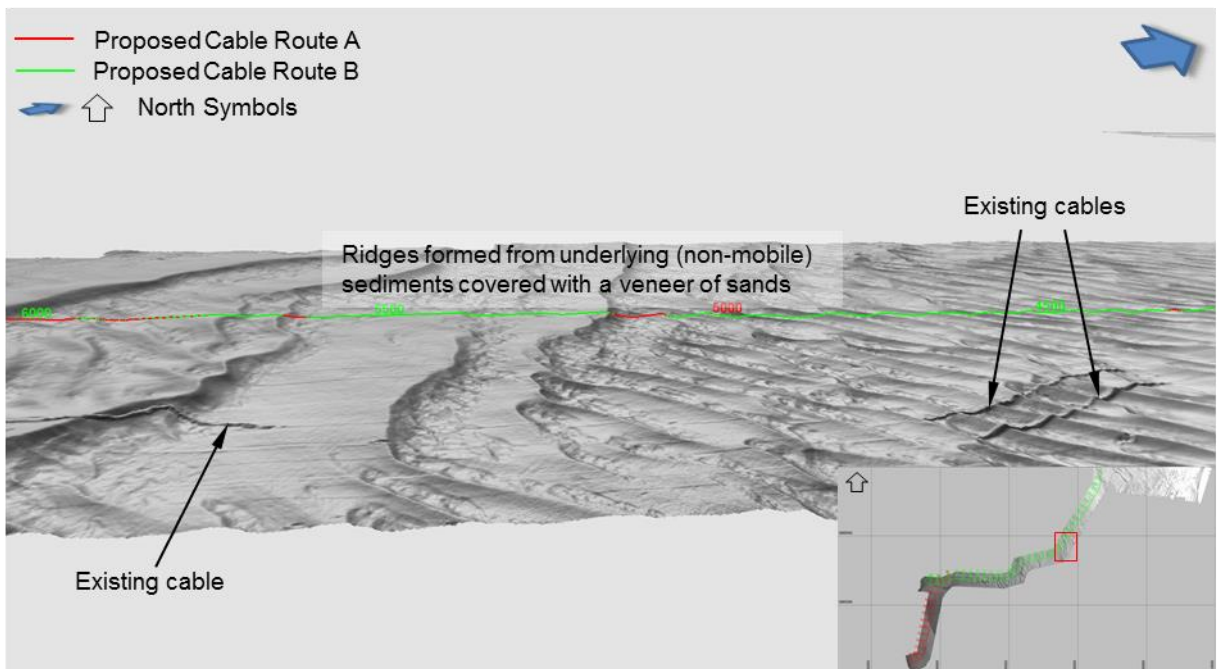 Proposed Cable Route A
Proposed Cable Route B
North Symbols
Existing cables
Ridges formed from underlying (non-mobile)
sediments covered with a veneer of sands
6000
5000
4500
Existing cable